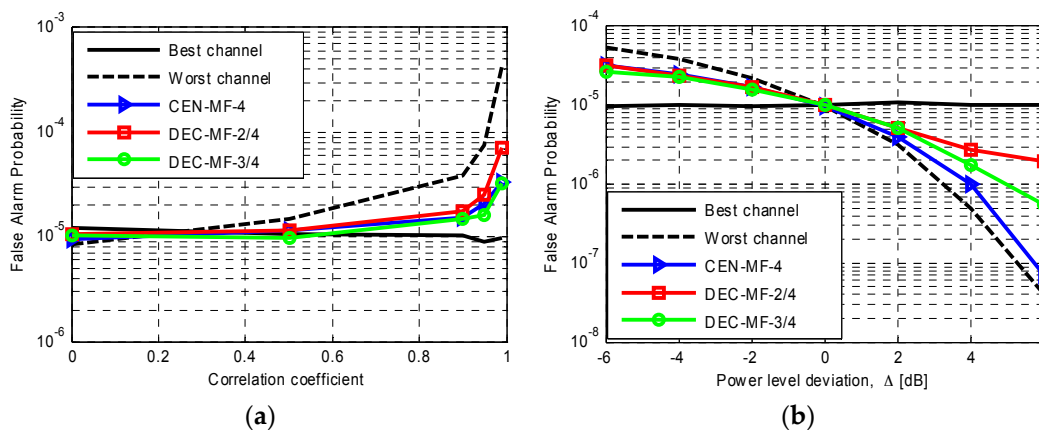 10^-3
10^-4
10^-5
10^-6
False Alarm Probability
Best channel
Worst channel
CEN-MF-4
DEC-MF-2/4
DEC-MF-3/4
0
0.2
0.4
0.6
0.8
1
Correlation coefficient
(a)
10^-4
10^-5
10^-6
10^-7
10^-8
False Alarm Probability
Best channel
Worst channel
CEN-MF-4
DEC-MF-2/4
DEC-MF-3/4
-6
-4
-2
0
2
4
Power level deviation, Δ [dB]
(b)